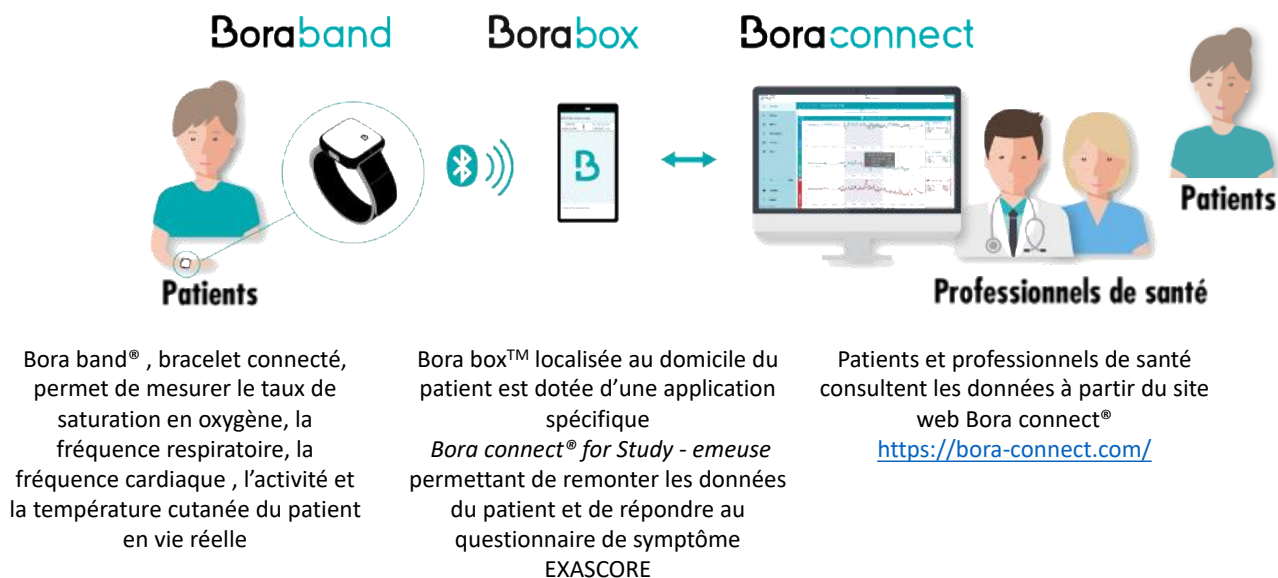 Boraband
Borabox
Boraconnect
B
Patients
Professionnels de santé
Patients
Bora band® , bracelet connecté,
permet de mesurer le taux de
saturation en oxygène, la
fréquence respiratoire, la
fréquence cardiaque , l’activité et
la température cutanée du patient
en vie réelle
Bora box™ localisée au domicile du
patient est dotée d’une application
spécifique
Bora connect® for Study - emeuse
permettant de remonter les données
du patient et de répondre au
questionnaire de symptôme
EXASCORE
Patients et professionnels de santé
consultent les données à partir du site
web Bora connect®
https://bora-connect.com/